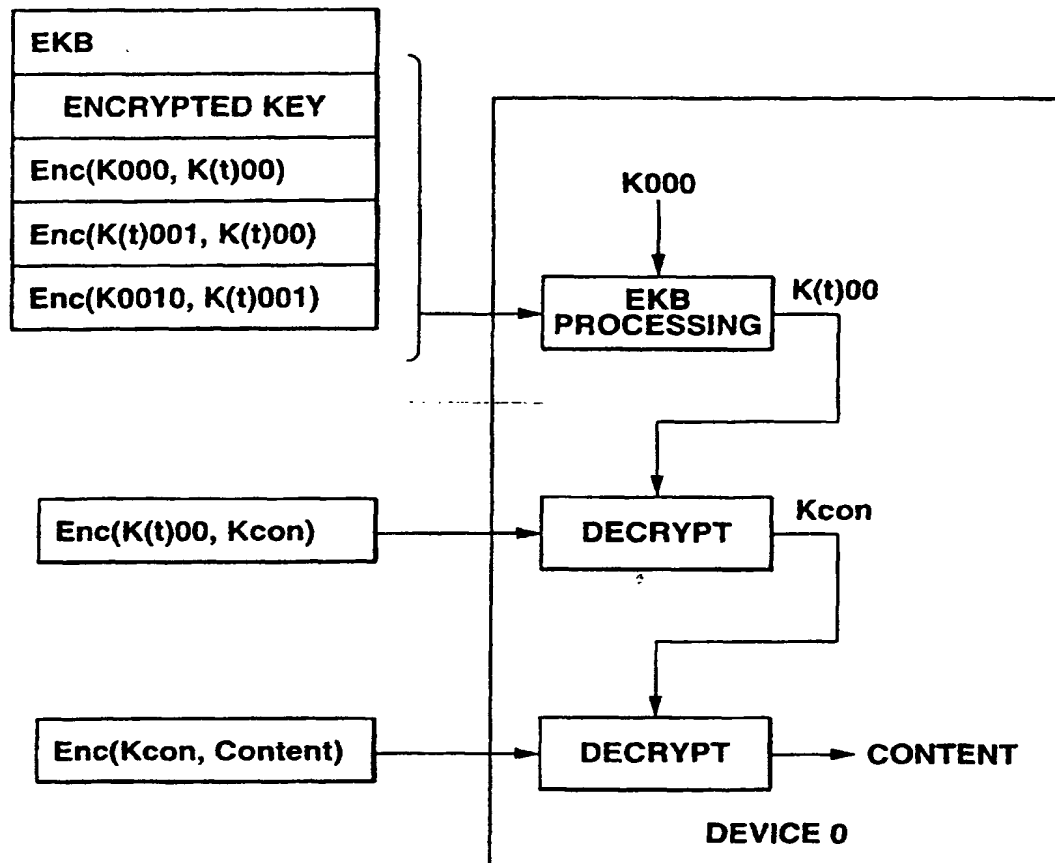 EKB
ENCRYPTED KEY
Enc(K000, K(t)00)
Enc(K(t)001, K(t)00)
Enc(K0010, K(t)001)
K000
EKB
PROCESSING
K(t)00
Enc(K(t)00, Kcon)
DECRYPT
Kcon
Enc(Kcon, Content)
DECRYPT
CONTENT
DEVICE 0